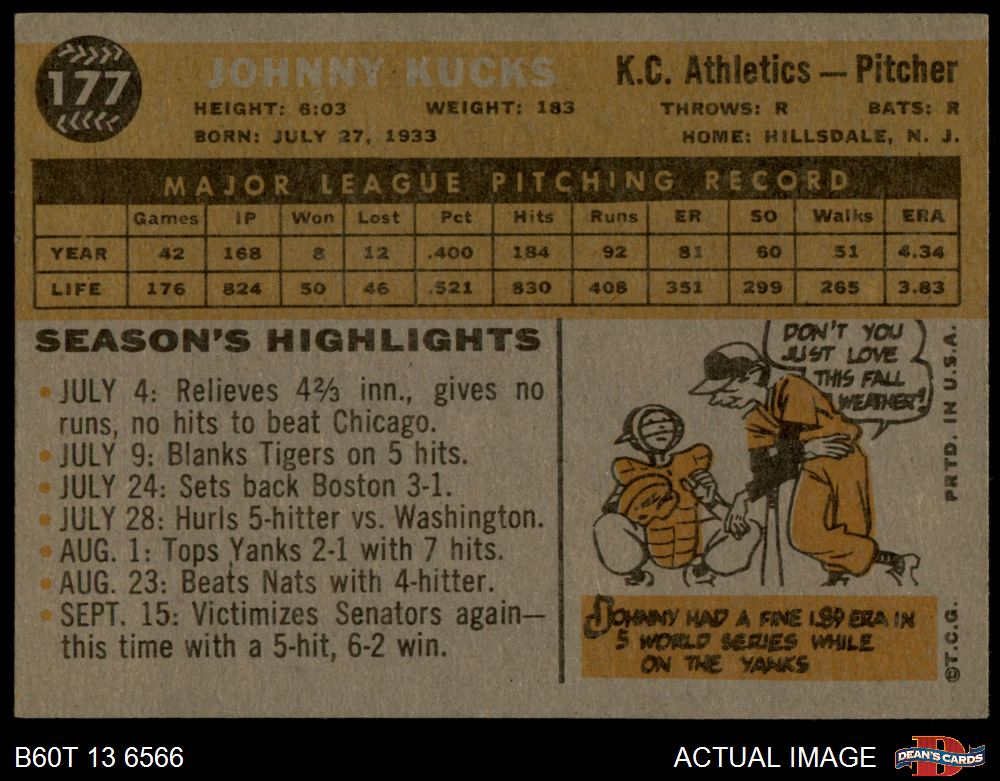 177
JOHNNY KUCKS
K.C. Athletics — Pitcher
HEIGHT: 6:03 WEIGHT: 183 THROWS: R BATS: R
BORN: JULY 27, 1933 HOME: HILLSDALE, N. J.
MAJOR LEAGUE PITCHING RECORD
Games IP Won Lost Pct Hits Runs ER SO Walks ERA
YEAR 42 168 8 12 .400 184 92 81 60 51 4.34
LIFE 176 824 50 46 .521 830 408 351 299 265 3.83
SEASON'S HIGHLIGHTS
• JULY 4: Relieves 4⅔ inn., gives no
runs, no hits to beat Chicago.
• JULY 9: Blanks Tigers on 5 hits.
• JULY 24: Sets back Boston 3-1.
• JULY 28: Hurls 5-hitter vs. Washington.
• AUG. 1: Tops Yanks 2-1 with 7 hits.
• AUG. 23: Beats Nats with 4-hitter.
• SEPT. 15: Victimizes Senators again—
this time with a 5-hit, 6-2 win.
DON'T YOU
JUST LOVE
THIS FALL
WEATHER?
JOHNNY HAD A FINE 1.89 ERA IN
5 WORLD SERIES WHILE
ON THE YANKS
PRTD. IN U.S.A.
©T.C.G.
B60T 13 6566
ACTUAL IMAGE
D
DEAN'S CARDS